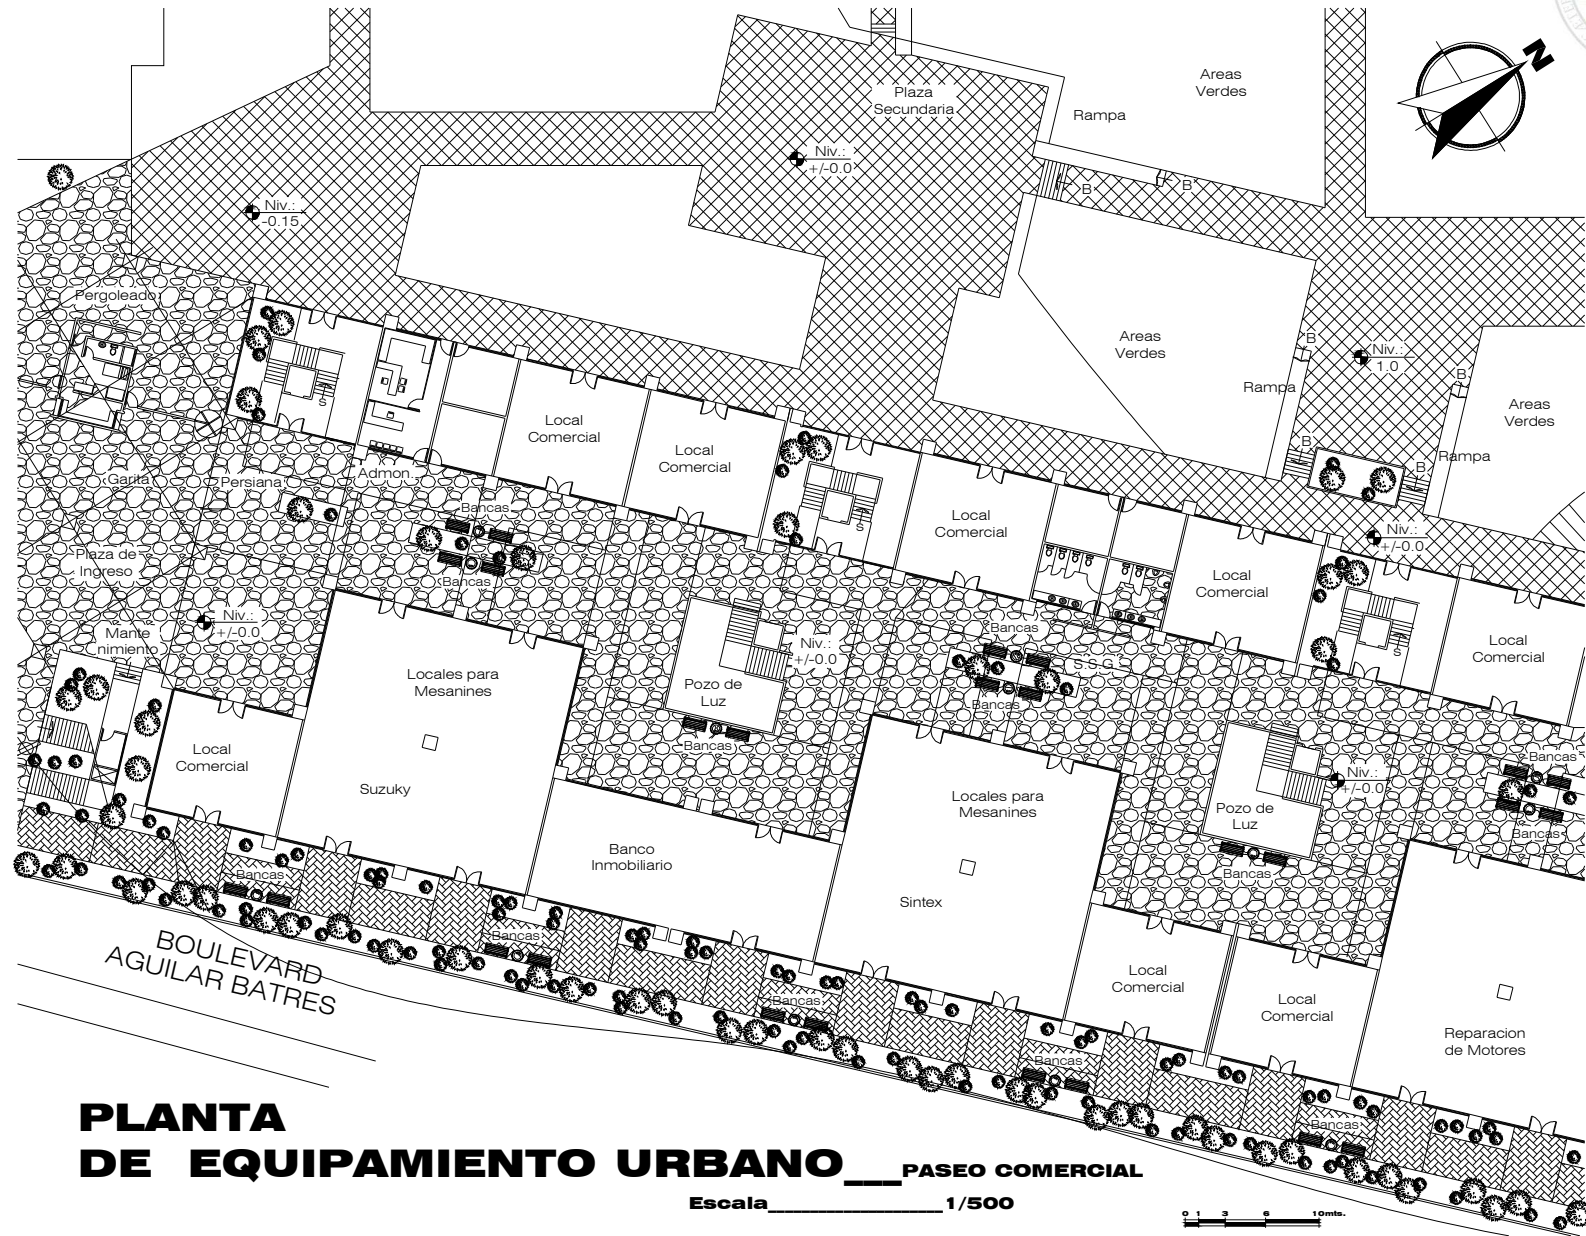 N
Areas
Verdes
Plaza
Secundaria
Rampa
Niv.:
+/-0.0
B
B
Niv.:
-0.15
Pergoleado
Areas
Verdes
B
Niv.:
1.0
Rampa
B
Areas
Verdes
S
Local
Comercial
Local
Comercial
B
Rampa
B
Garita
Persiana
Admon.
Bancas
S
Local
Comercial
Niv.:
+/-0.0
Plaza de
Ingreso
Bancas
Local
Comercial
Niv.:
+/-0.0
Mante
nimiento
Bancas
Niv.:
+/-0.0
S.S.G.
S
Local
Comercial
Locales para
Mesanines
Pozo de
Luz
Bancas
Bancas
Local
Comercial
Suzuky
Bancas
Niv.:
+/-0.0
Locales para
Mesanines
Pozo de
Luz
Bancas
Banco
Inmobiliario
Bancas
Bancas
Sintex
Bancas
Bancas
Local
Comercial
Local
Comercial
Bancas
Reparacion
de Motores
Bancas
Bancas
BOULEVARD
AGUILAR BATRES
PLANTA
DE EQUIPAMIENTO URBANO___PASEO COMERCIAL
Escala____________________1/500
0 1 3 6 10mts.